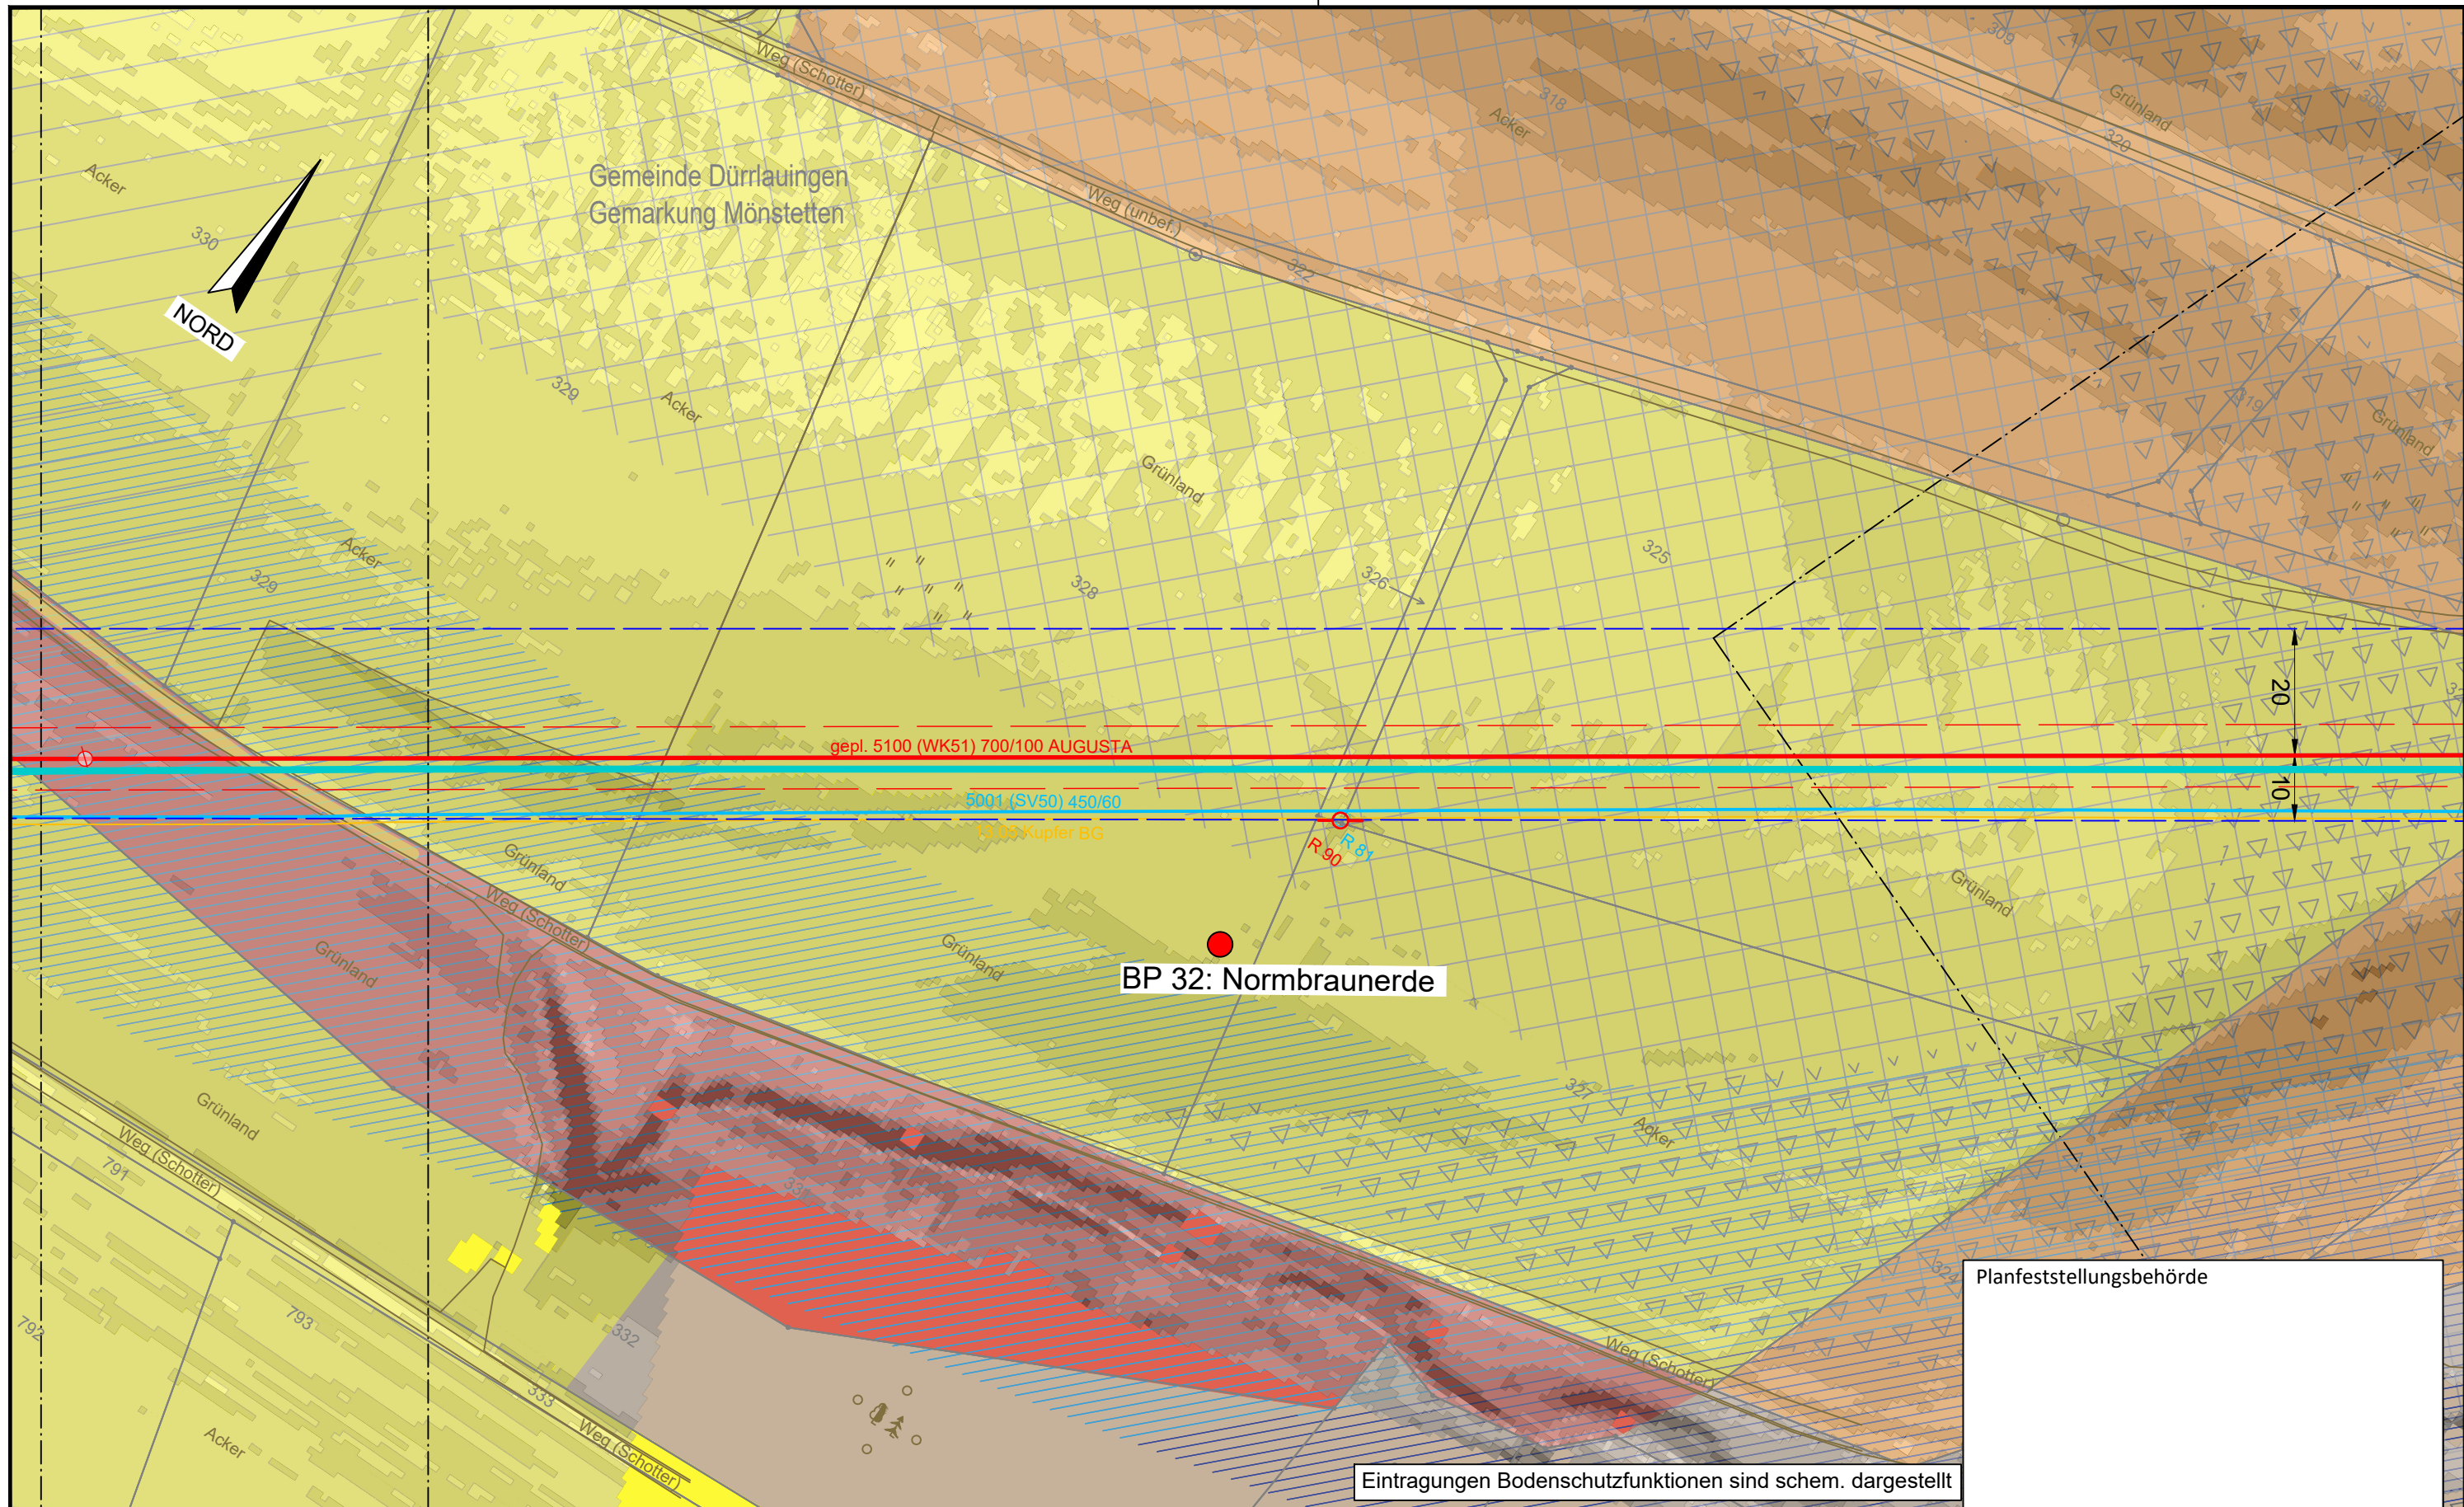 Weg (Schotter)
309
Grünland
308
318
Acker
320
Acker
Gemeinde Dürrlauingen
Gemarkung Mönstetten
Weg (unbef.)
330
322
NORD
329
Acker
319
Grünland
Grünland
Acker
329
328
326
325
20
gepl. 5100 (WK51) 700/100 AUGUSTA
10
5001 (SV50) 450/60
Kupfer BG
R 90
R 81
Grünland
Weg (Schotter)
Grünland
Grünland
Grünland
BP 32: Normbraunerde
327
Acker
Grünland
Weg (Schotter)
791
324
Planfeststellungsbehörde
792
793
332
333
Weg (Schotter)
Acker
Weg (Schotter)
Eintragungen Bodenschutzfunktionen sind schem. dargestellt